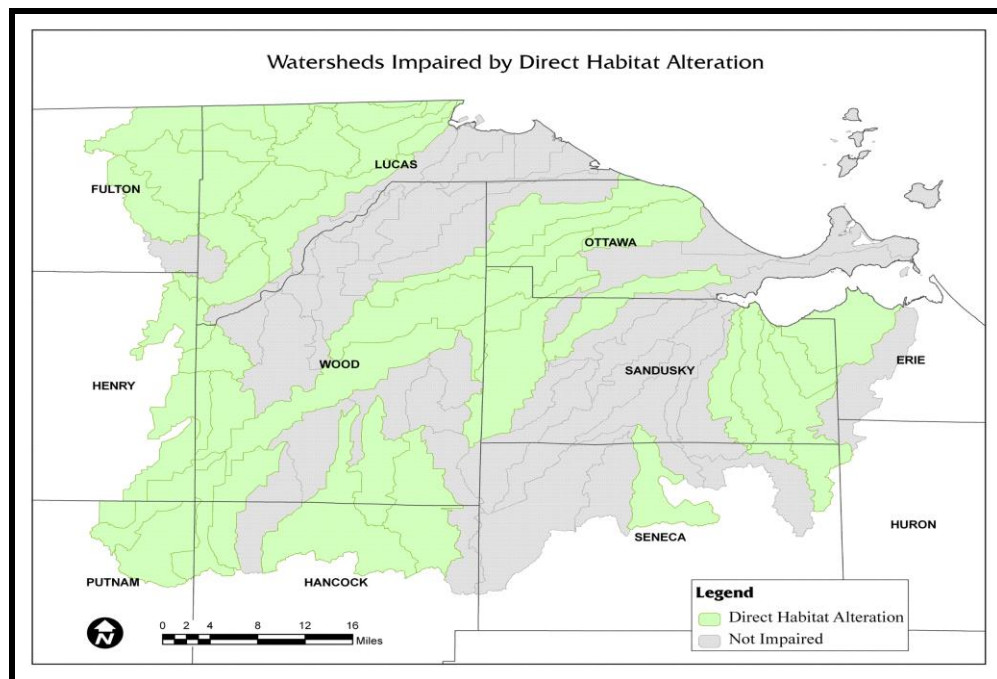 Watersheds Impaired by Direct Habitat Alteration
LUCAS
FULTON
OTTAWA
WOOD
SANDUSKY
ERIE
HENRY
HURON
SENECA
PUTNAM
HANCOCK
Legend
Direct Habitat Alteration
Not Impaired
N
0 2 4 8 12 16
Miles